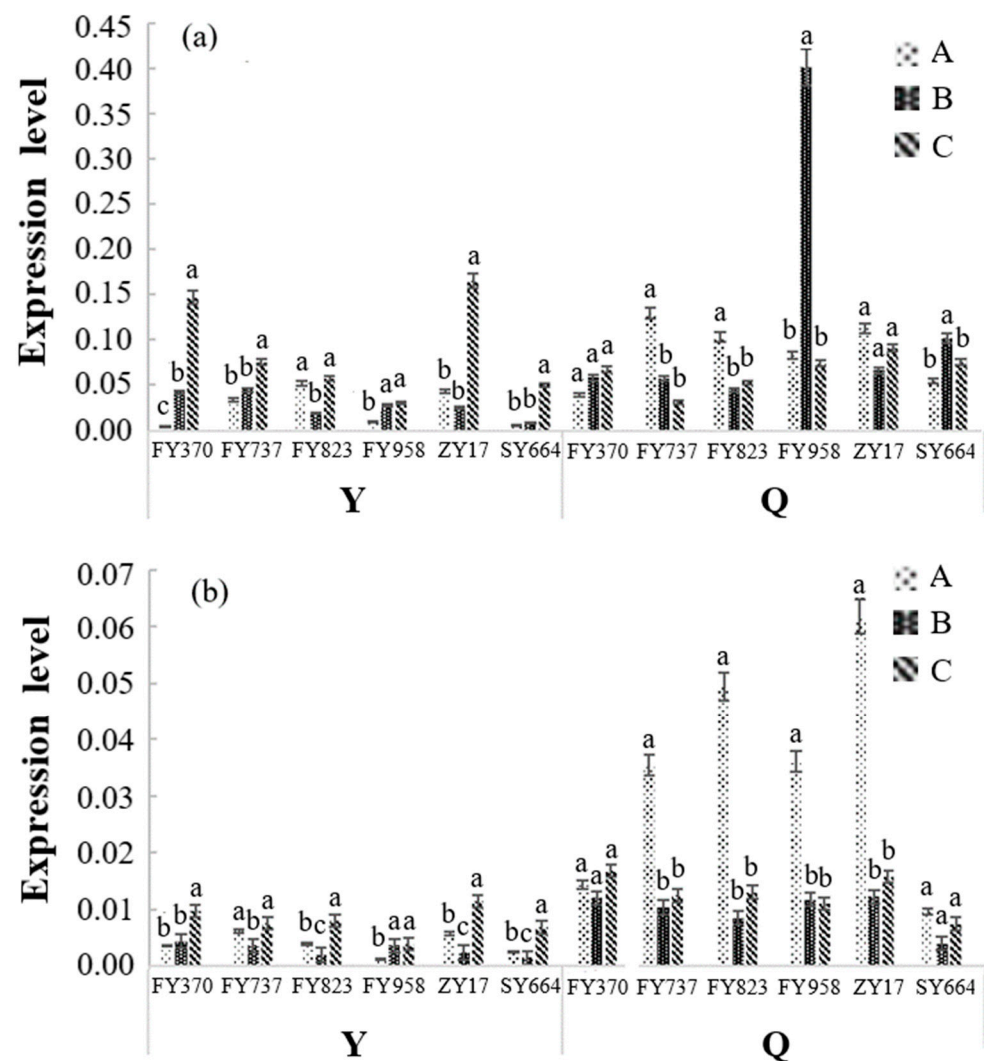 Expression level
0.45
0.40
0.35
0.30
0.25
0.20
0.15
0.10
0.05
0.00
(a)
A
B
C
c b a b b a a b a b a a b b a b b a a a a a b b a b b b a b a a a b a b
FY370 FY737 FY823 FY958 ZY17 SY664 FY370 FY737 FY823 FY958 ZY17 SY664
Y Q
Expression level
0.07
0.06
0.05
0.04
0.03
0.02
0.01
0.00
(b)
A
B
C
b b a a b a b c a b a a b c a b c a a a a a b b a b b a b b a b b a a a
FY370 FY737 FY823 FY958 ZY17 SY664 FY370 FY737 FY823 FY958 ZY17 SY664
Y Q